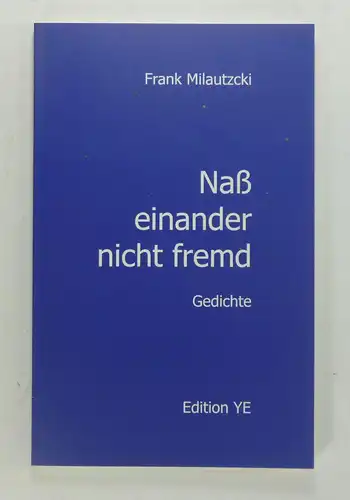 Frank Milautzcki
Naß
einander
nicht fremd
Gedichte
Edition YE